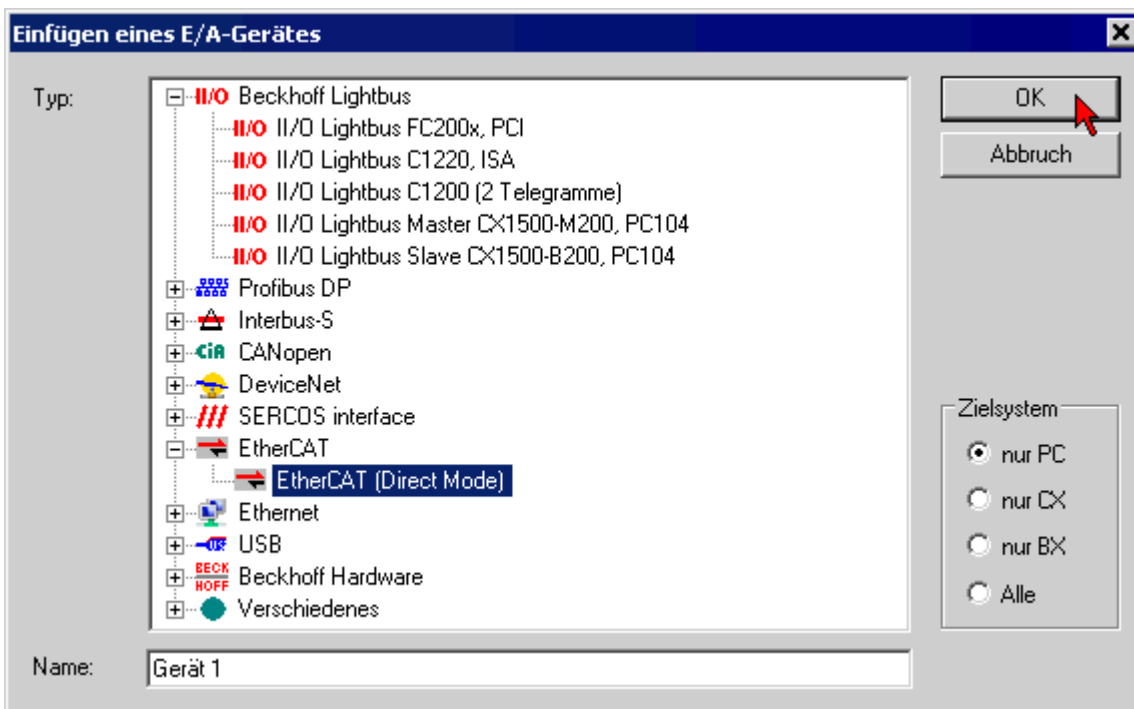 Einfügen eines E/A-Gerätes
Typ:
II/O Beckhoff Lightbus
II/O II/O Lightbus FC200x, PCI
II/O II/O Lightbus C1220, ISA
II/O II/O Lightbus C1200 (2 Telegramme)
II/O II/O Lightbus Master CX1500-M200, PC104
II/O II/O Lightbus Slave CX1500-B200, PC104
Profibus DP
Interbus-S
CiA CANopen
DeviceNet
SERCOS interface
EtherCAT
EtherCAT (Direct Mode)
Ethernet
USB USB
BECK
HOFF Beckhoff Hardware
Verschiedenes
OK
Abbruch
Zielsystem
nur PC
nur CX
nur BX
Alle
Name:
Gerät 1